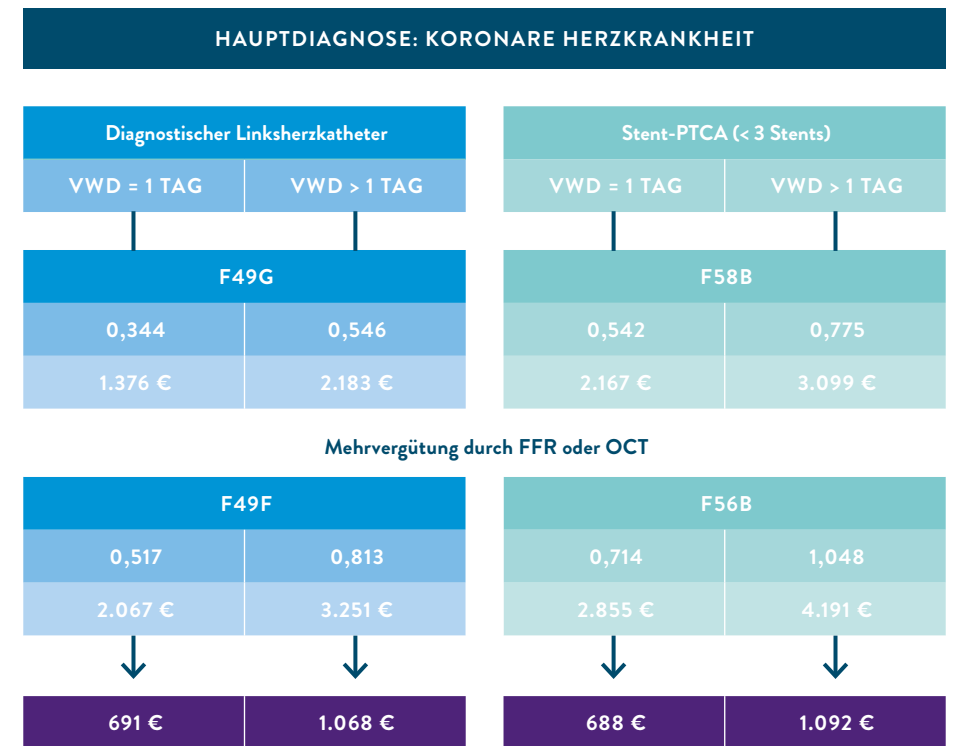 HAUPTDIAGNOSE: KORONARE HERZKRANKHEIT
Diagnostischer Linksherzkatheter
VWD = 1 TAG VWD > 1 TAG
F49G
0,344 0,546
1.376 € 2.183 €
Stent-PTCA (< 3 Stents)
VWD = 1 TAG VWD > 1 TAG
F58B
0,542 0,775
2.167 € 3.099 €
Mehrvergütung durch FFR oder OCT
F49F
0,517 0,813
2.067 € 3.251 €
691 € 1.068 €
F56B
0,714 1,048
2.855 € 4.191 €
688 € 1.092 €